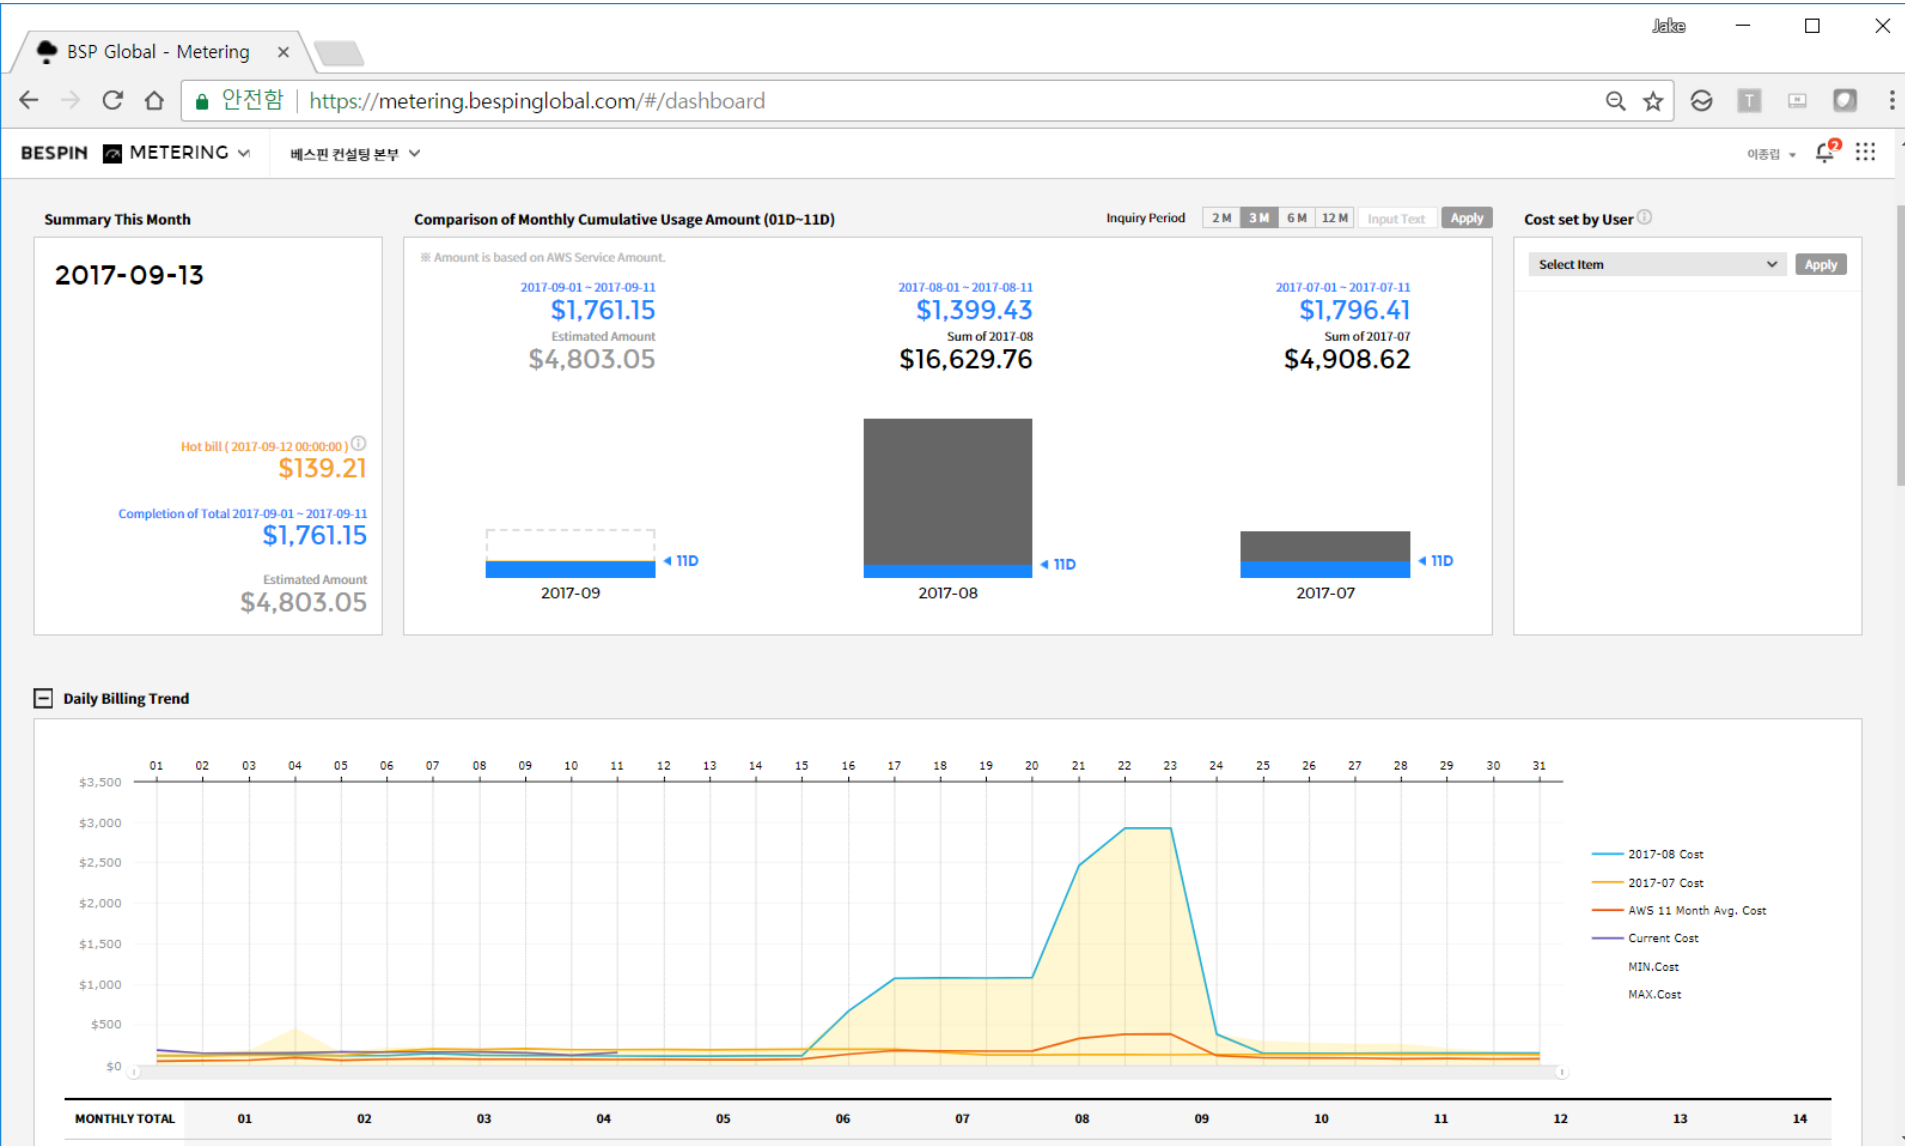 Jake
BSP Global - Metering
안전함 https://metering.bespinglobal.com/#/dashboard
T
BESPIN METERING 베스핀 컨설팅 본부 이종립 2
Summary This Month
2017-09-13
Hot bill ( 2017-09-12 00:00:00 )
$139.21
Completion of Total 2017-09-01 ~ 2017-09-11
$1,761.15
Estimated Amount
$4,803.05
Comparison of Monthly Cumulative Usage Amount (01D~11D)
Inquiry Period 2 M 3 M 6 M 12 M Input Text Apply
※ Amount is based on AWS Service Amount.
2017-09-01 ~ 2017-09-11 2017-08-01 ~ 2017-08-11 2017-07-01 ~ 2017-07-11
$1,761.15 $1,399.43 $1,796.41
Estimated Amount Sum of 2017-08 Sum of 2017-07
$4,803.05 $16,629.76 $4,908.62
11D 11D 11D
2017-09 2017-08 2017-07
Cost set by User
Select Item Apply
Daily Billing Trend
01 02 03 04 05 06 07 08 09 10 11 12 13 14 15 16 17 18 19 20 21 22 23 24 25 26 27 28 29 30 31
$3,500
$3,000
$2,500
$2,000
$1,500
$1,000
$500
$0
2017-08 Cost
2017-07 Cost
AWS 11 Month Avg. Cost
Current Cost
MIN.Cost
MAX.Cost
MONTHLY TOTAL 01 02 03 04 05 06 07 08 09 10 11 12 13 14